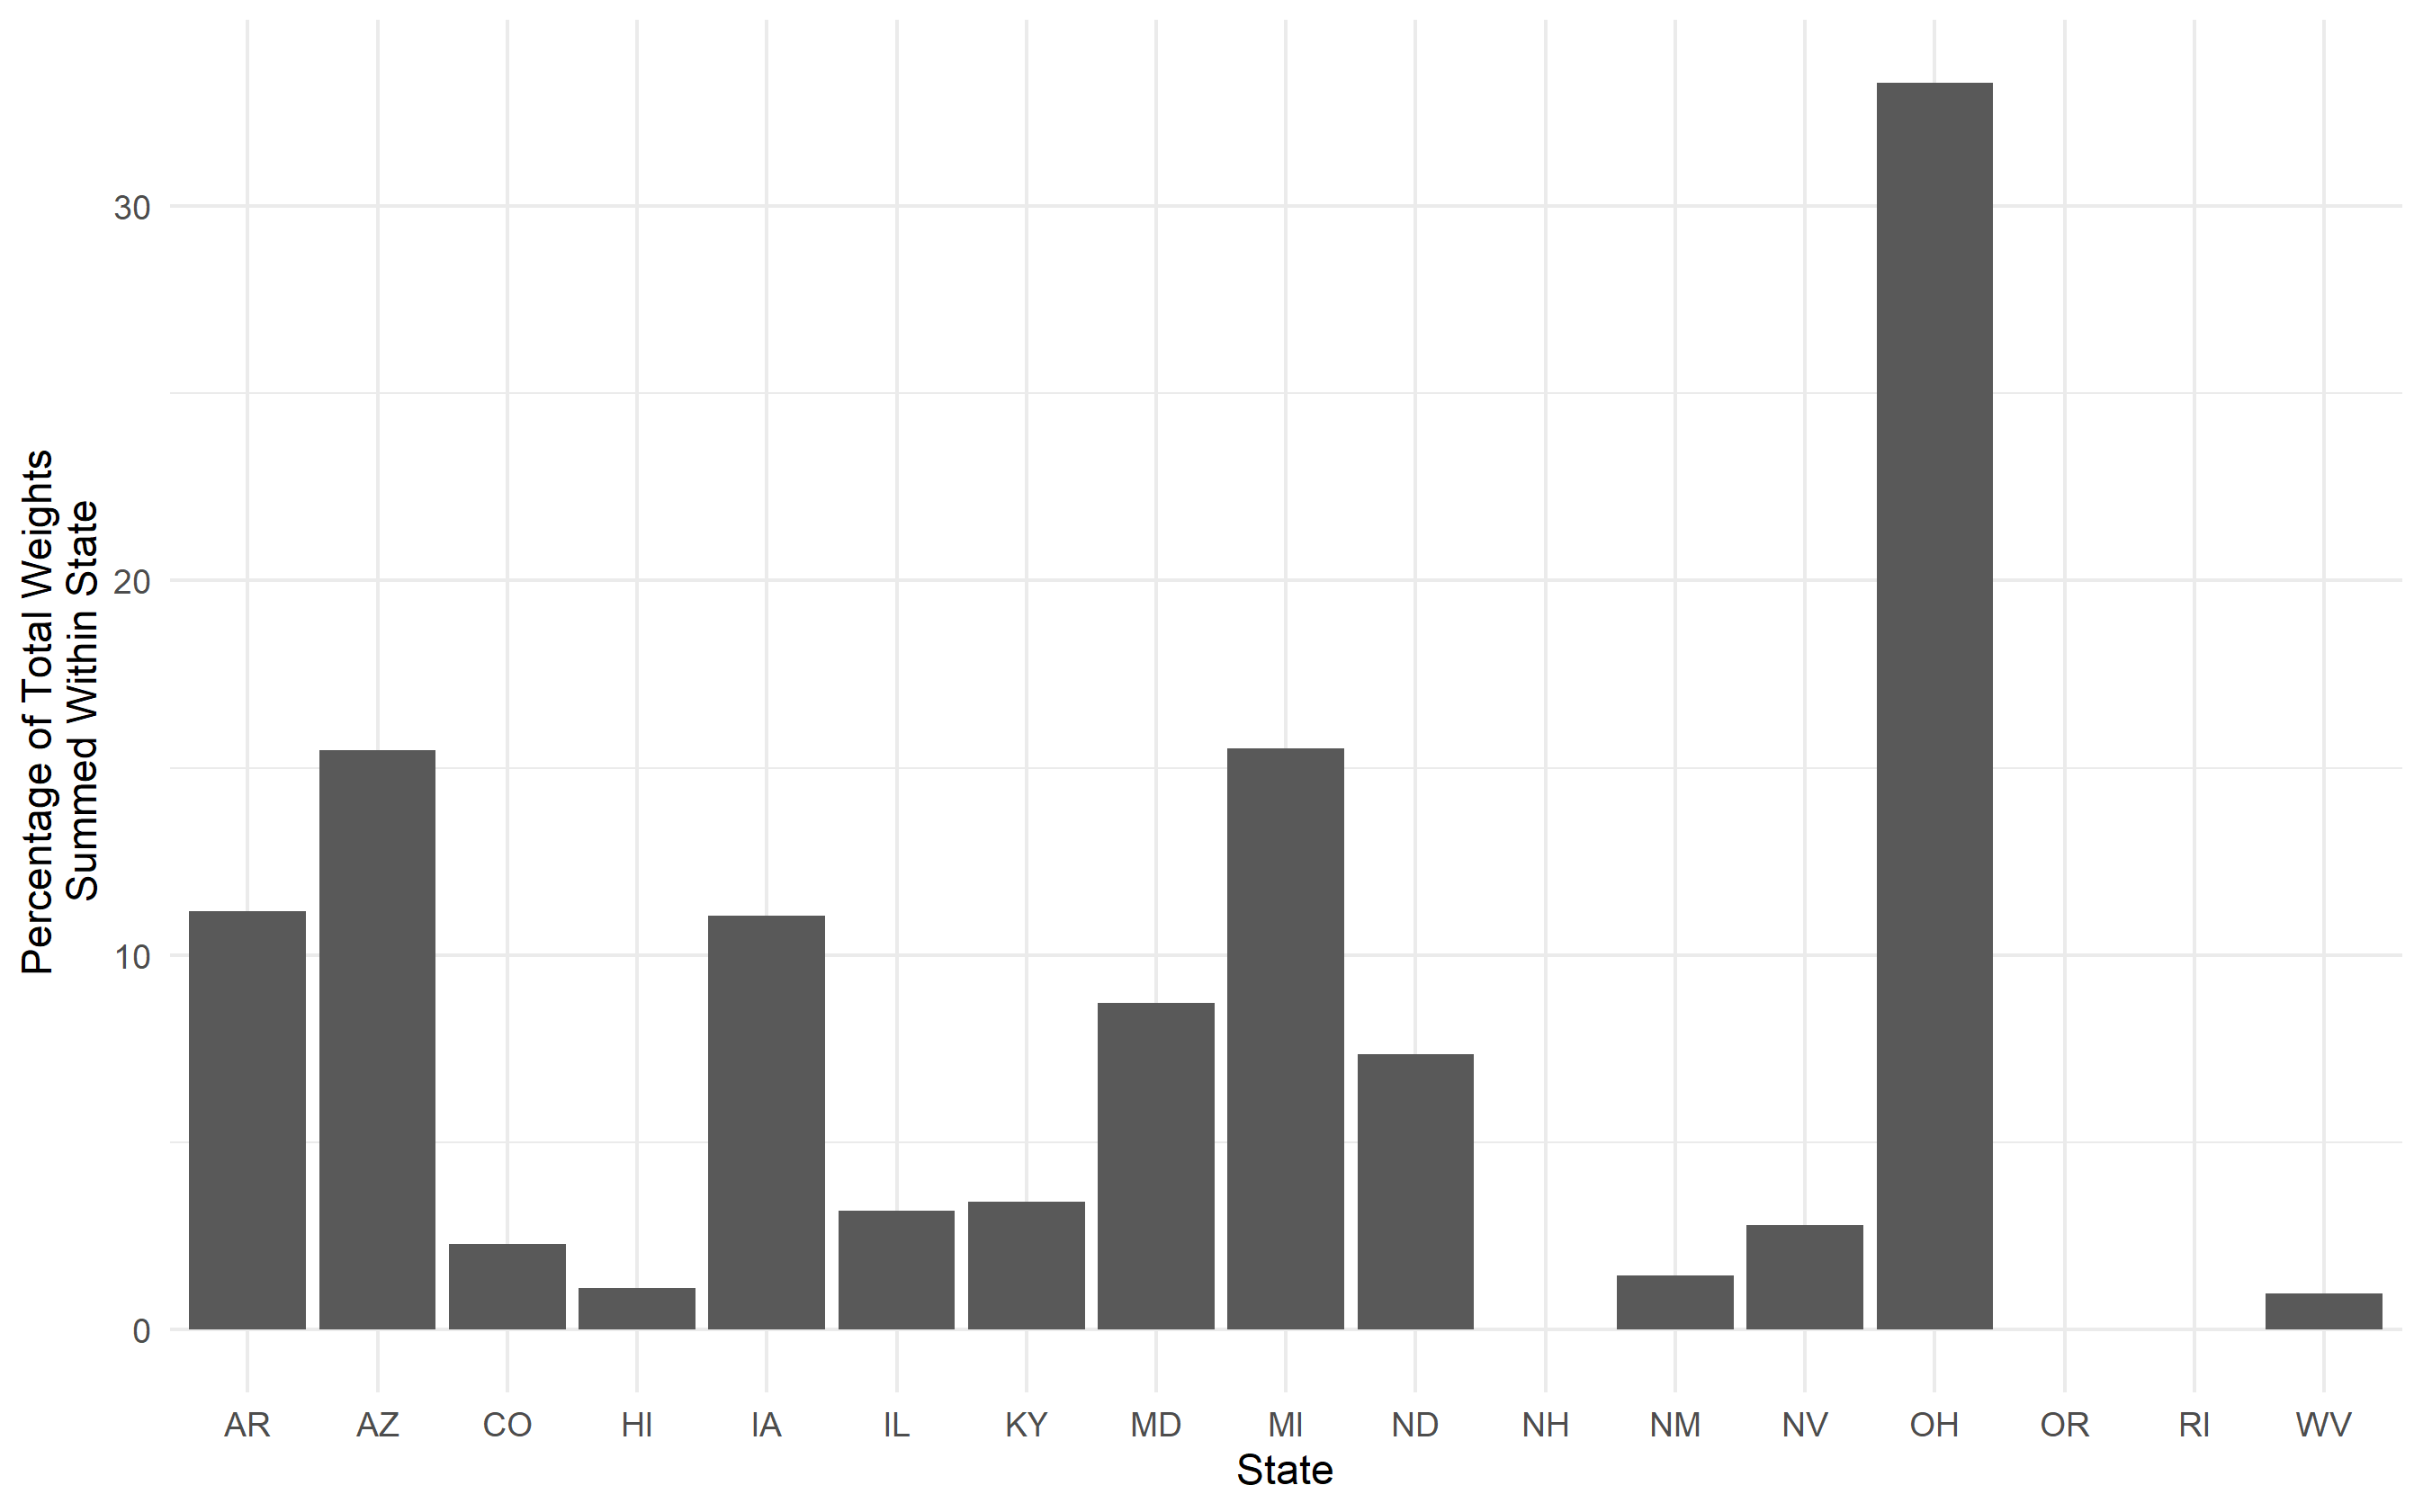 Percentage of Total Weights
Summed Within State
30
20
10
0
AR AZ CO HI IA IL KY MD MI ND NH NM NV OH OR RI WV
State